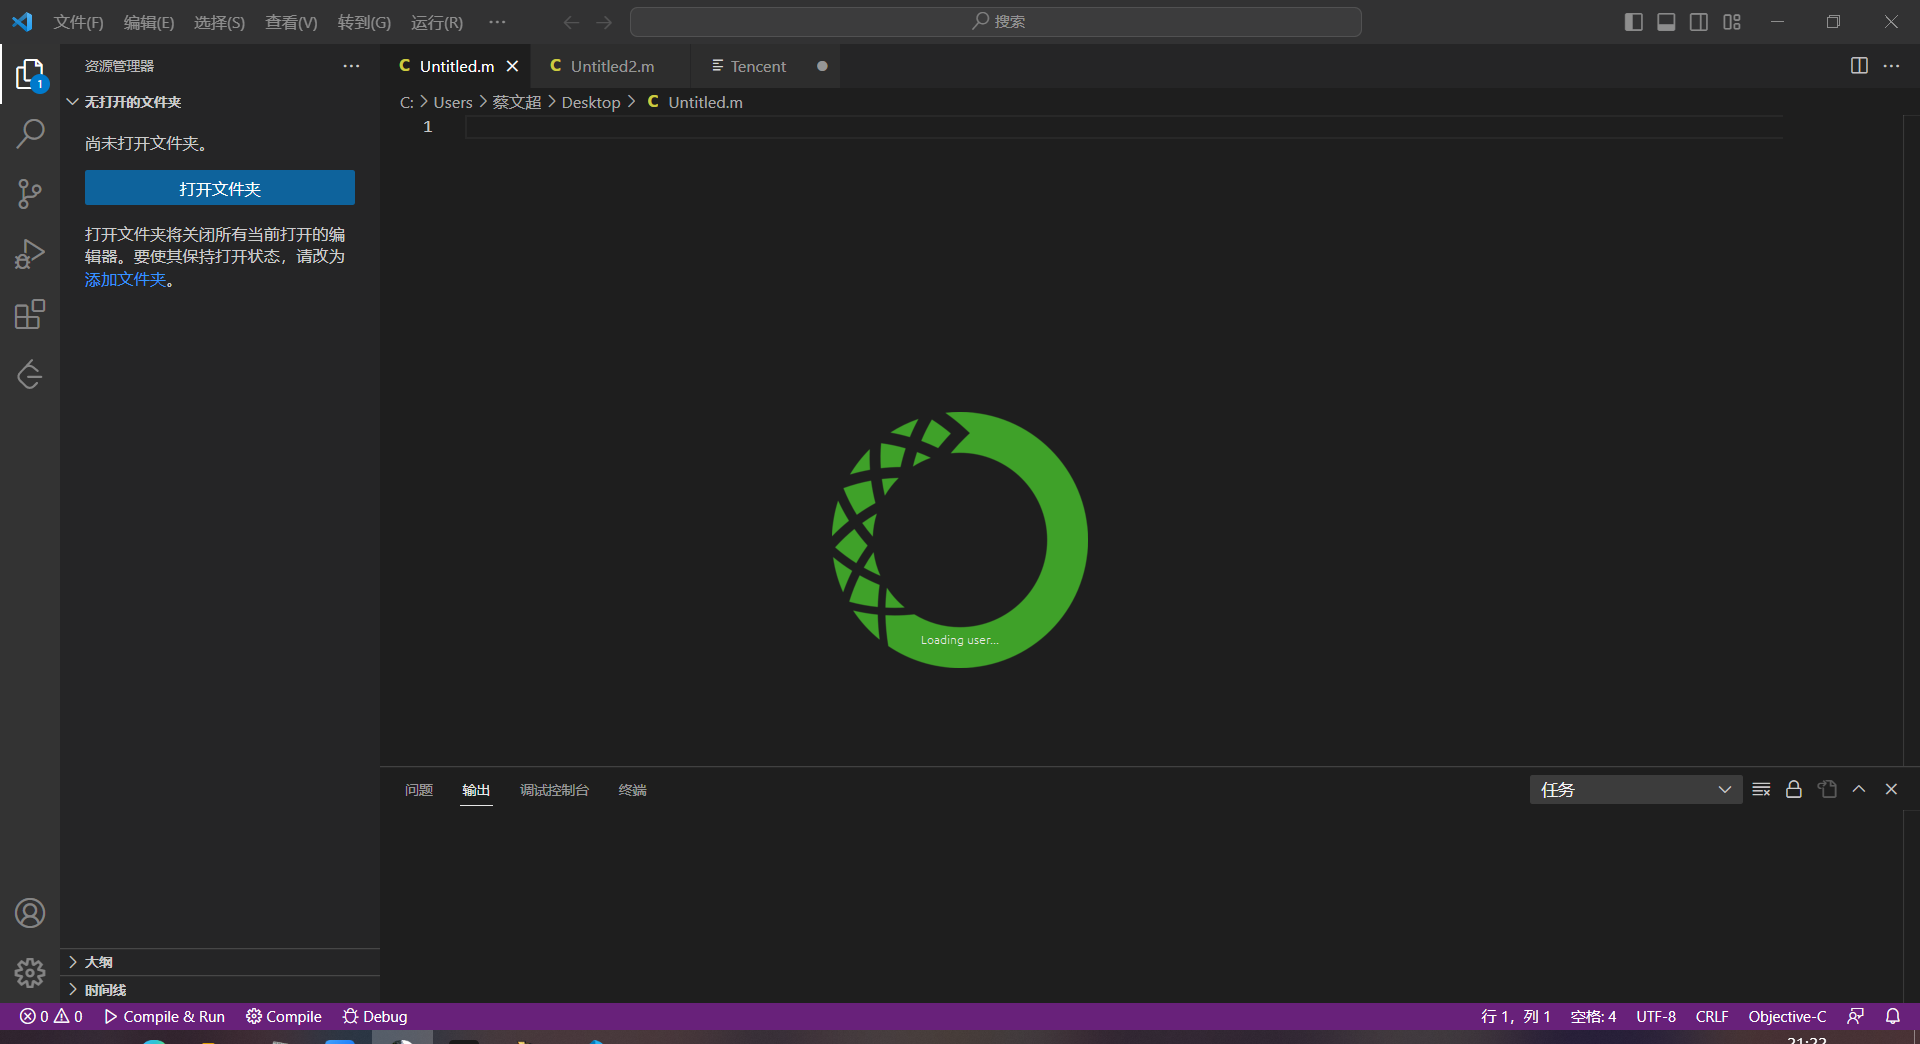 文件(F) 编辑(E) 选择(S) 查看(V) 转到(G) 运行(R) ··· 搜索
资源管理器 ···
Untitled.m
Untitled2.m
Tencent
无打开的文件夹
C: Users 蔡文超 Desktop Untitled.m
1
1
尚未打开文件夹。
打开文件夹
打开文件夹将关闭所有当前打开的编
辑器。要使其保持打开状态，请改为
添加文件夹。
Loading user...
问题 输出 调试控制台 终端 任务
大纲
时间线
0 0 Compile & Run Compile Debug 行 1，列 1 空格: 4 UTF-8 CRLF Objective-C